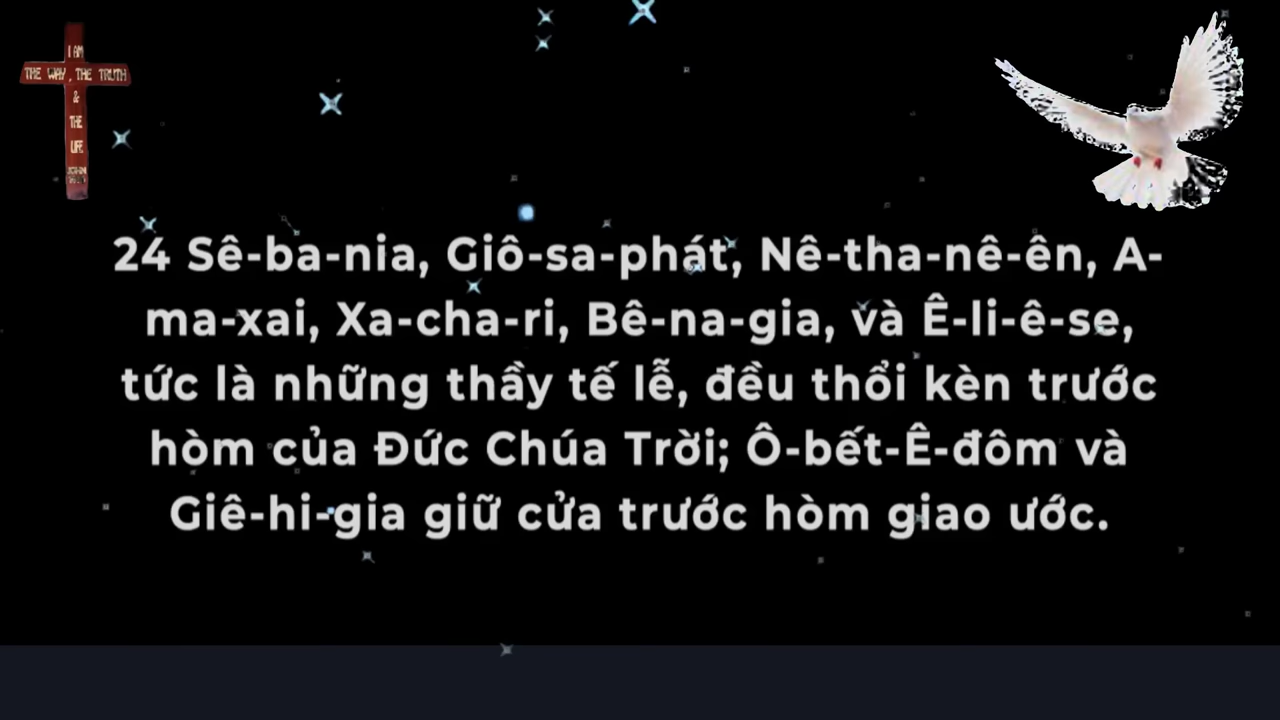 I AM
THE WAY, THE TRUTH
&
THE
LIFE
24 Sê-ba-nia, Giô-sa-phát, Nê-tha-nê-ên, A-
ma-xai, Xa-cha-ri, Bê-na-gia, và Ê-li-ê-se,
tức là những thầy tế lễ, đều thổi kèn trước
hòm của Đức Chúa Trời; Ô-bết-Ê-đôm và
Giê-hi-gia giữ cửa trước hòm giao ước.